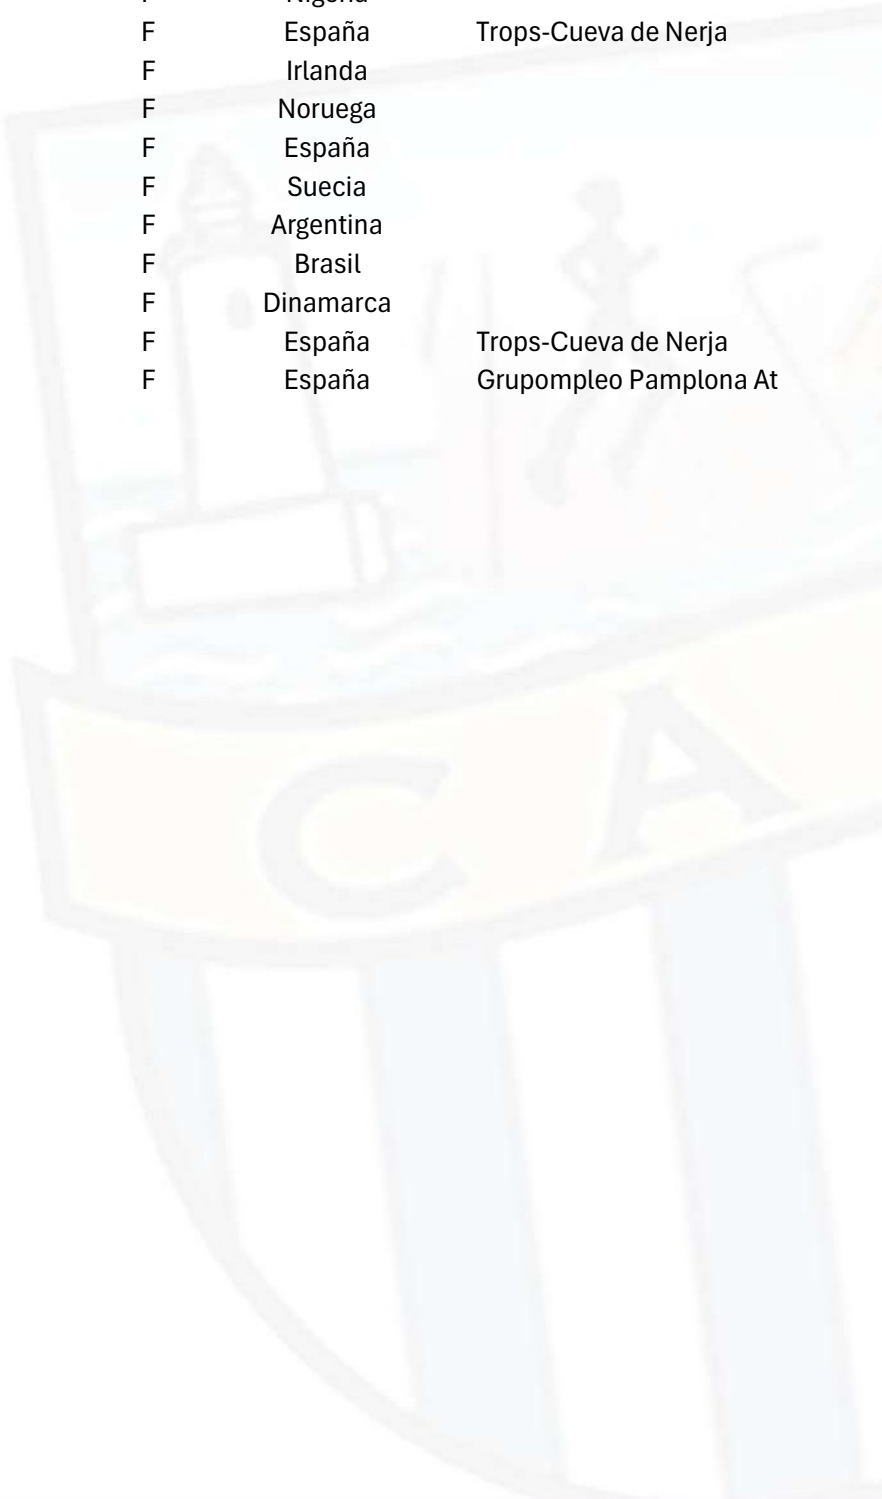 F Nigeria
F España Trops-Cueva de Nerja
F Irlanda
F Noruega
F España
F Suecia
F Argentina
F Brasil
F Dinamarca
F España Trops-Cueva de Nerja
F España Grupompleo Pamplona At
C A